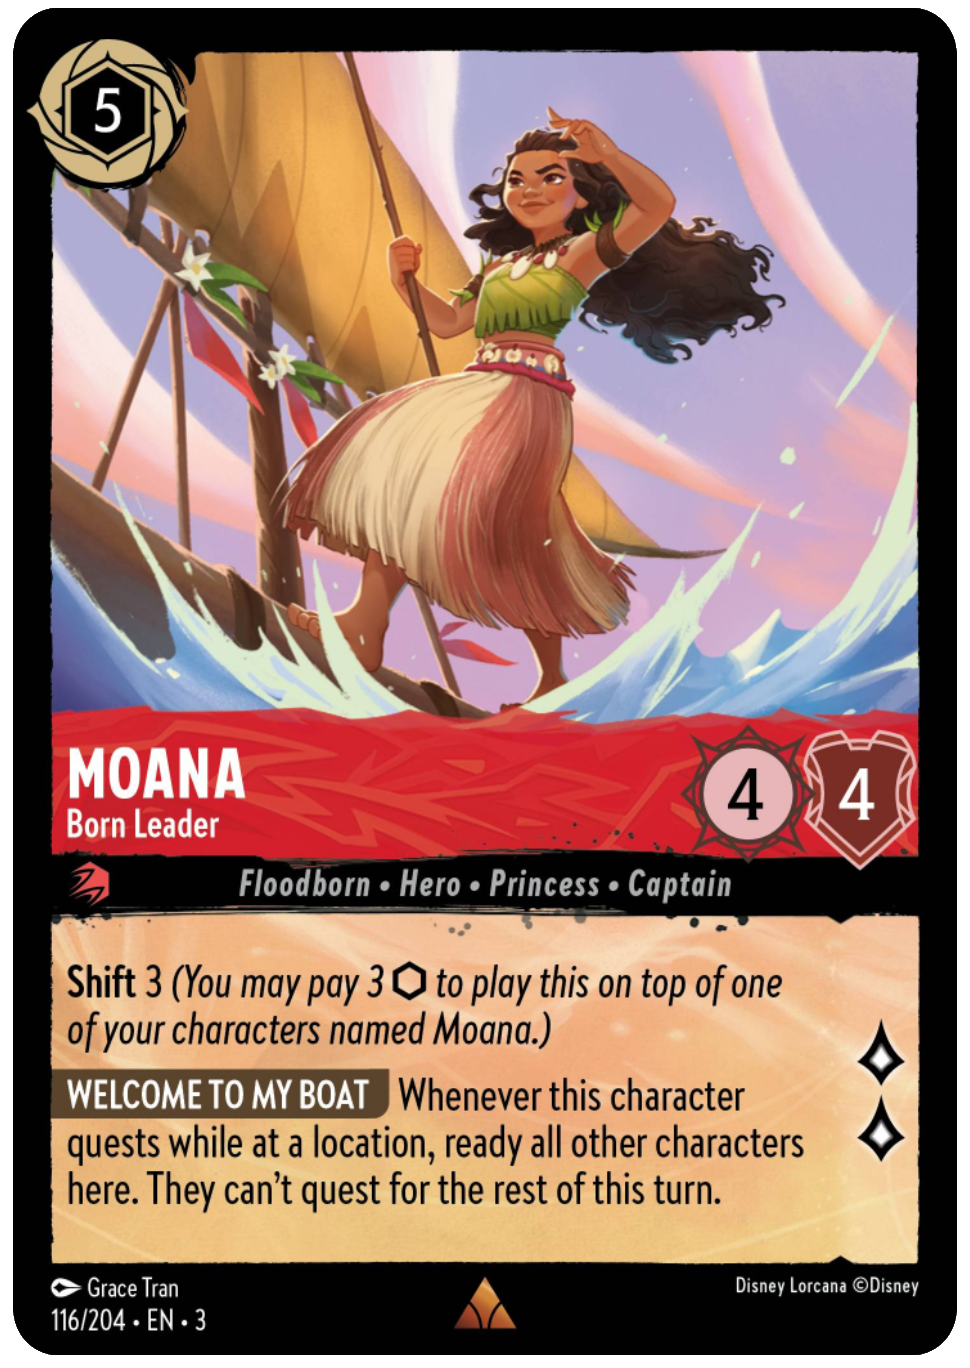 5
MOANA
Born Leader
4
4
Floodborn • Hero • Princess • Captain
Shift 3 (You may pay 3 ⬡ to play this on top of one
of your characters named Moana.)
WELCOME TO MY BOAT Whenever this character
quests while at a location, ready all other characters
here. They can't quest for the rest of this turn.
Grace Tran
Disney Lorcana ©Disney
116/204 • EN • 3